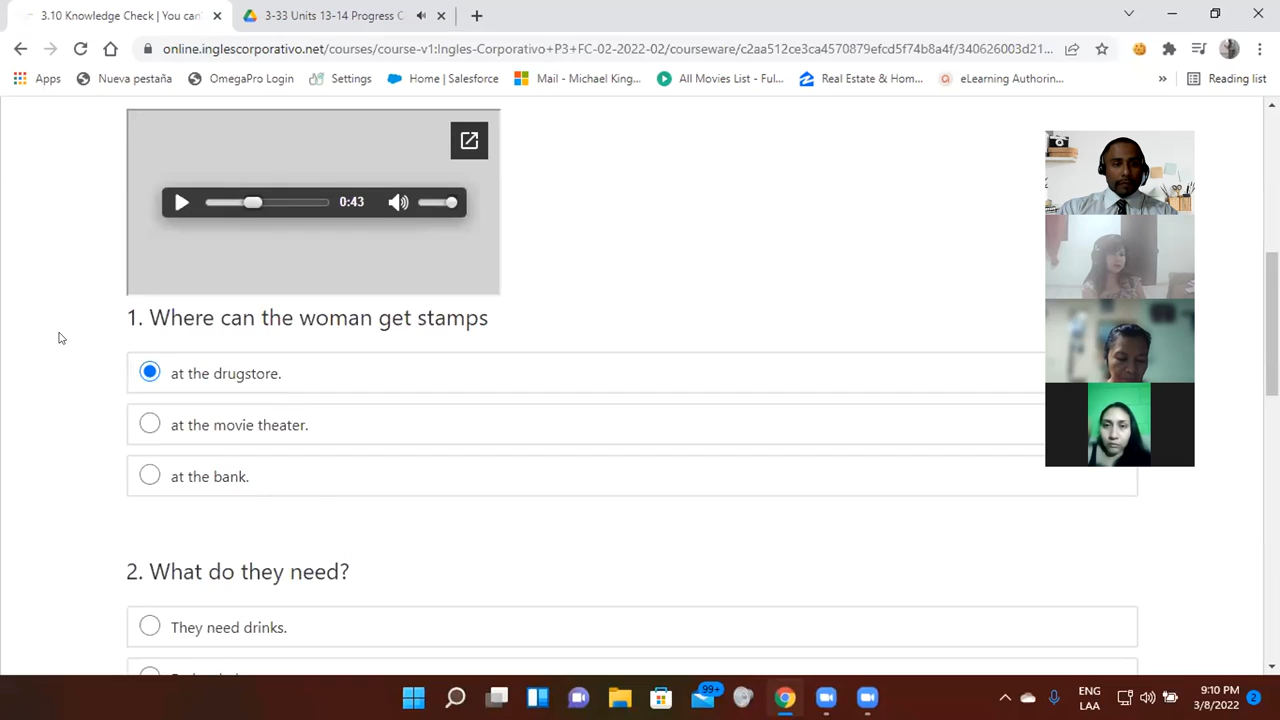 3.10 Knowledge Check | You can'
3-33 Units 13-14 Progress C
online.inglescorporativo.net/courses/course-v1:Ingles-Corporativo+P3+FC-02-2022-02/courseware/c2aa512ce3ca4570879efcd5f74b8a4f/340626003d21...
Apps
Nueva pestaña
OmegaPro Login
Settings
Home | Salesforce
Mail - Michael King...
All Movies List - Ful...
Real Estate & Hom...
eLearning Authorin...
»
Reading list
0:43
1. Where can the woman get stamps
at the drugstore.
at the movie theater.
at the bank.
2. What do they need?
They need drinks.
99+
ENG
LAA
9:10 PM
3/8/2022
2